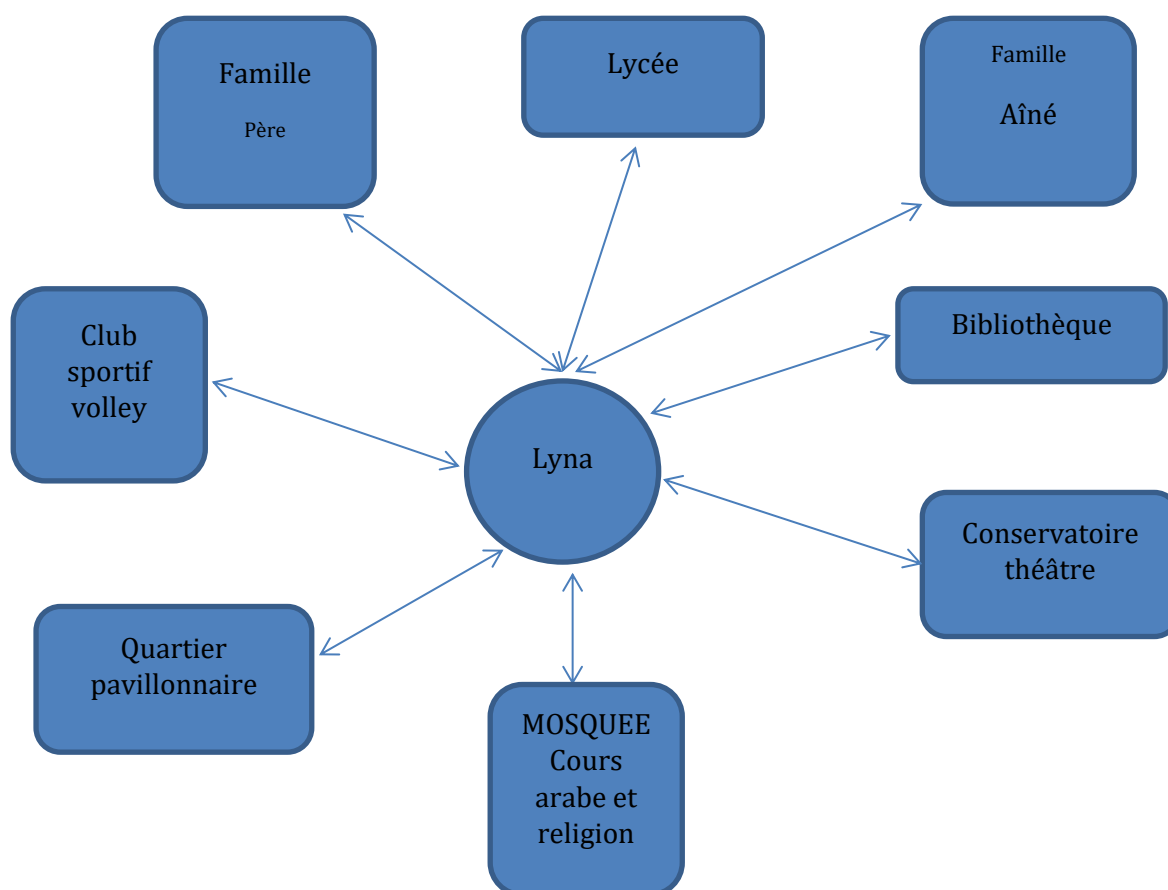 Famille
Père
Lycée
Famille
Aîné
Club
sportif
volley
Bibliothèque
Lyna
Conservatoire
théâtre
Quartier
pavillonnaire
MOSQUEE
Cours
arabe et
religion